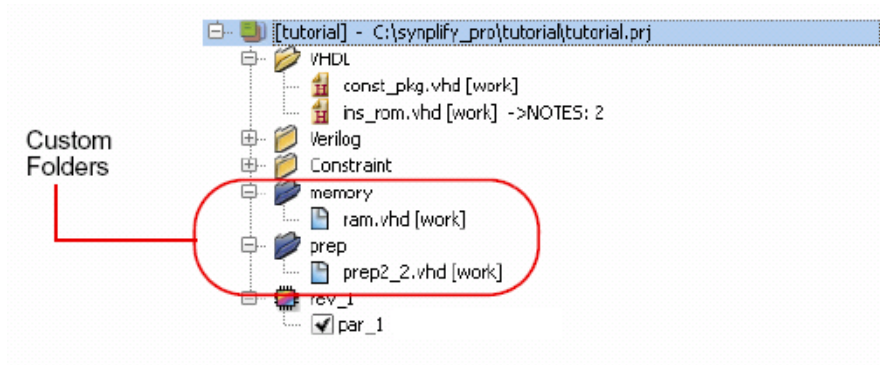 [tutorial] - C:\synplify_pro\tutorial\tutorial.prj
VHDL
const_pkg.vhd [work]
ins_rom.vhd [work] ->NOTES: 2
Verilog
Constraint
Custom
Folders
memory
ram.vhd [work]
prep
prep2_2.vhd [work]
rev_1
par_1